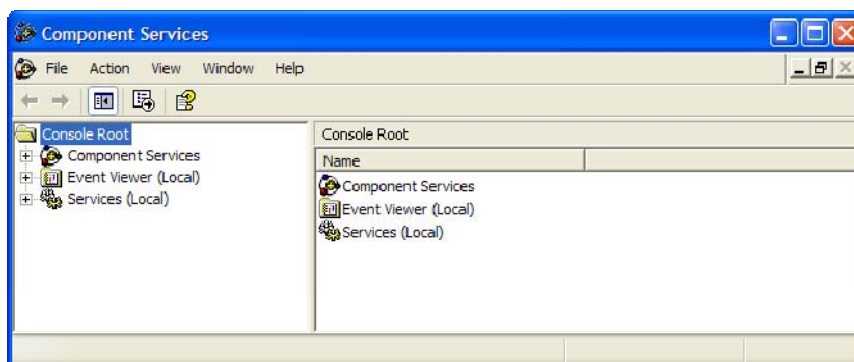 Component Services
File Action View Window Help
Console Root
Component Services
Event Viewer (Local)
Services (Local)
Console Root
Name
Component Services
Event Viewer (Local)
Services (Local)